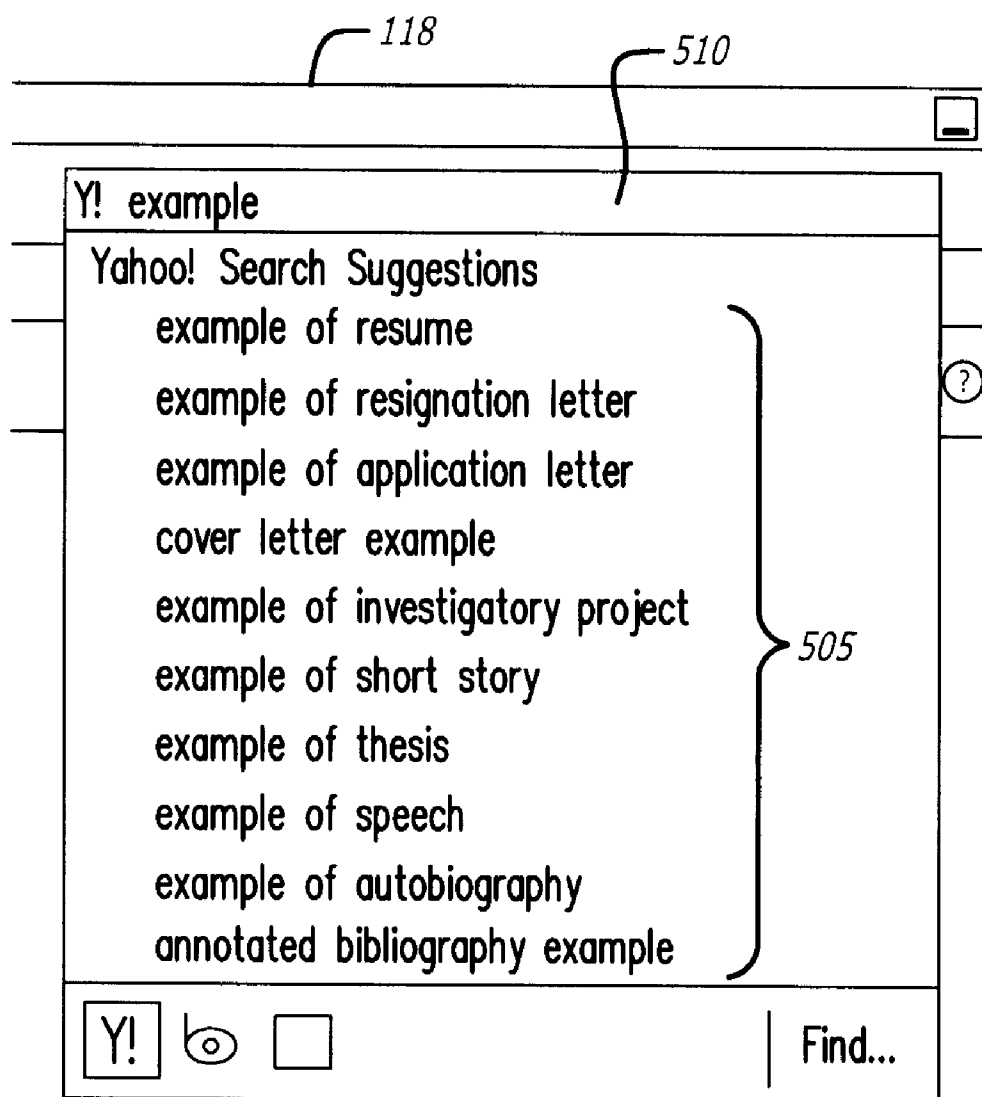 118
510
Y! example
Yahoo! Search Suggestions
example of resume
example of resignation letter
?
example of application letter
cover letter example
example of investigatory project
505
example of short story
example of thesis
example of speech
example of autobiography
annotated bibliography example
Y! Find...